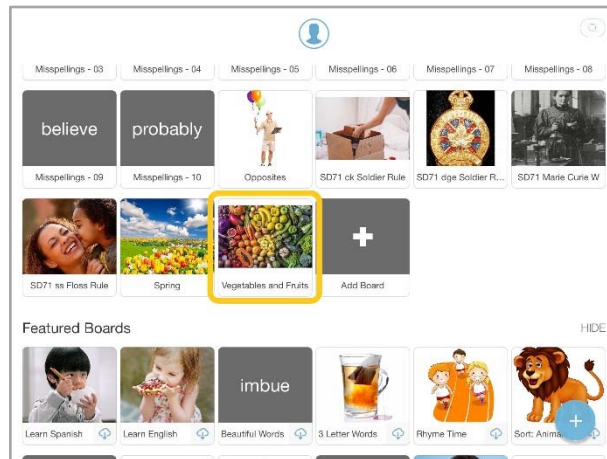 Misspellings - 03 Misspellings - 04 Misspellings - 05 Misspellings - 06 Misspellings - 07 Misspellings - 08
believe probably
Misspellings - 09 Misspellings - 10 Opposites SD71 ck Soldier Rule SD71 dge Soldier R... SD71 Marie Curie W
SD71 ss Floss Rule Spring Vegetables and Fruits Add Board
Featured Boards HIDE
imbue
Learn Spanish Learn English Beautiful Words 3 Letter Words Rhyme Time Sort: Anima